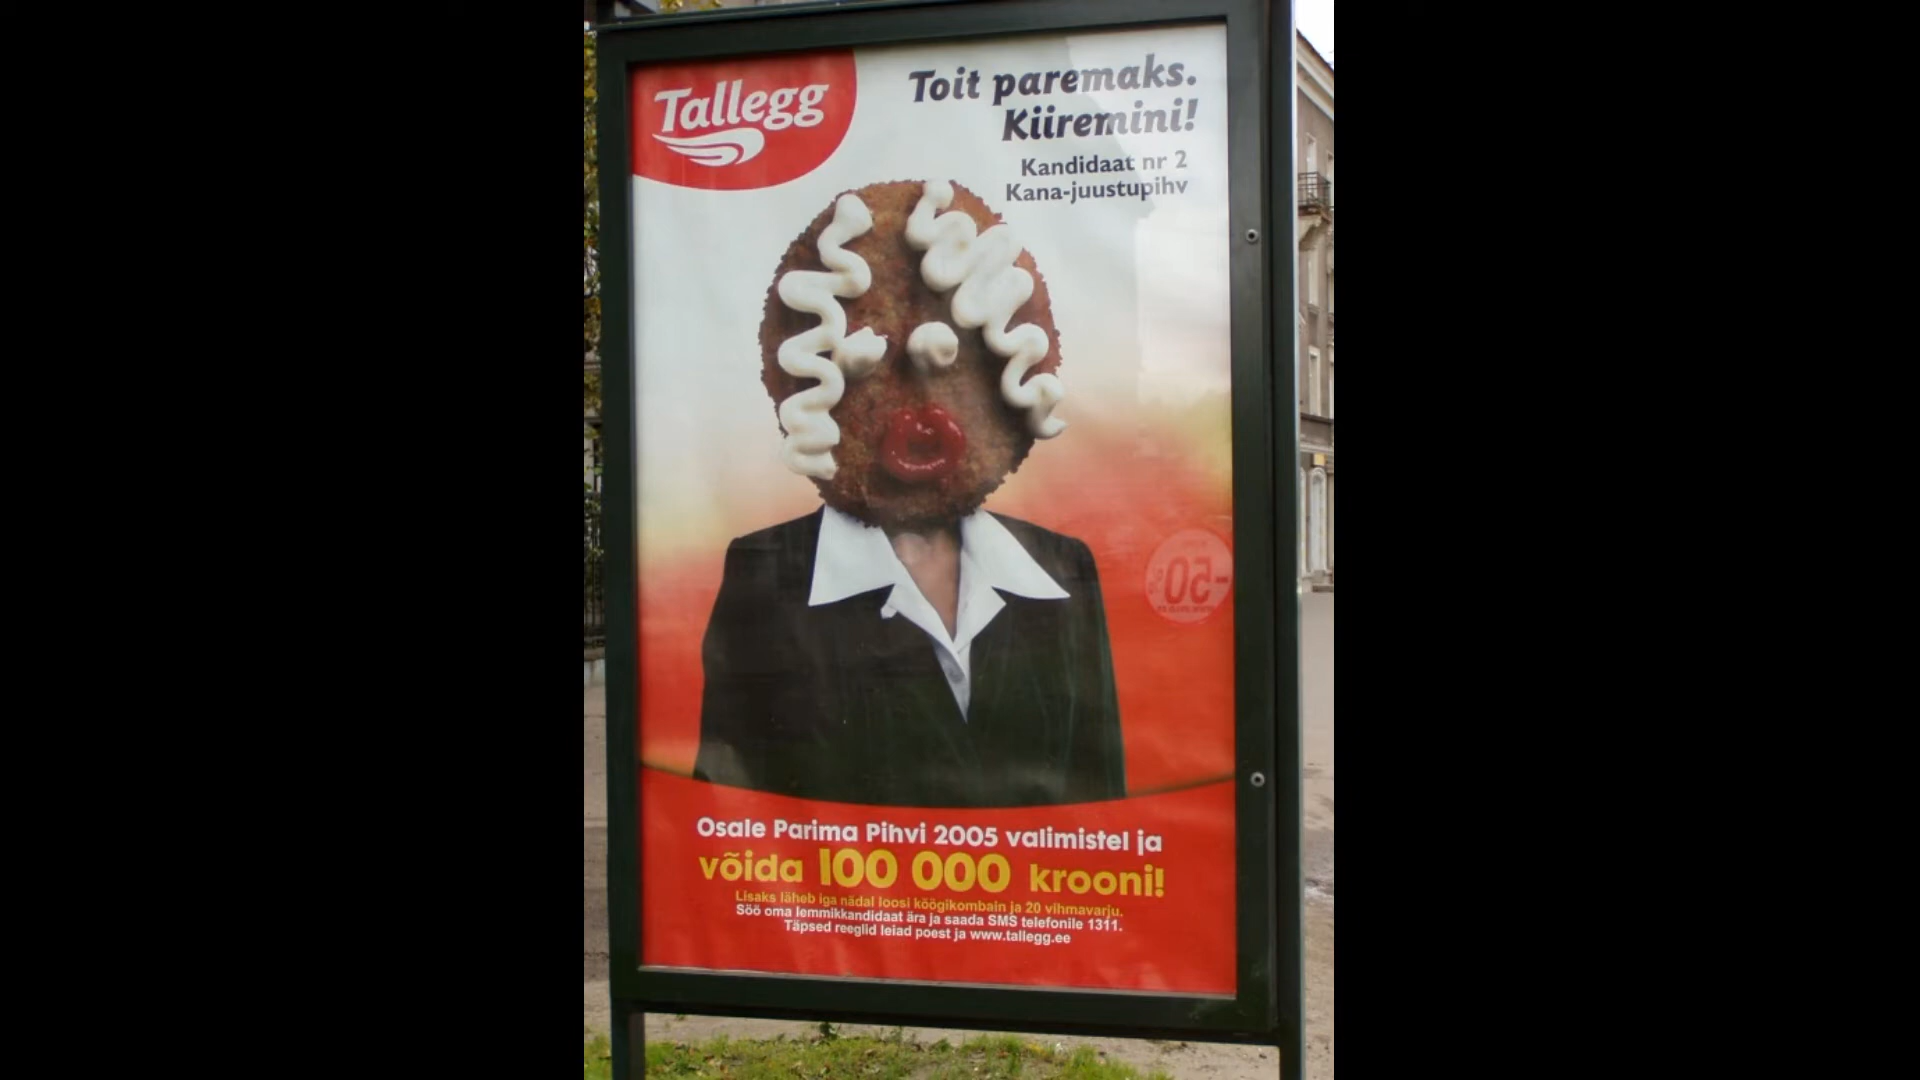 Tallegg
Toit paremaks.
Kiiremini!
Kandidaat nr 2
Kana-juustupihv
Osale Parima Pihvi 2005 valimistel ja
võida 100 000 krooni!
Lisaks läheb iga nädal loosi köögikombain ja 20 vihmavarju.
Söö oma lemmikkandidaat ära ja saada SMS telefonile 1311.
Täpsed reeglid leiad poest ja www.tallegg.ee